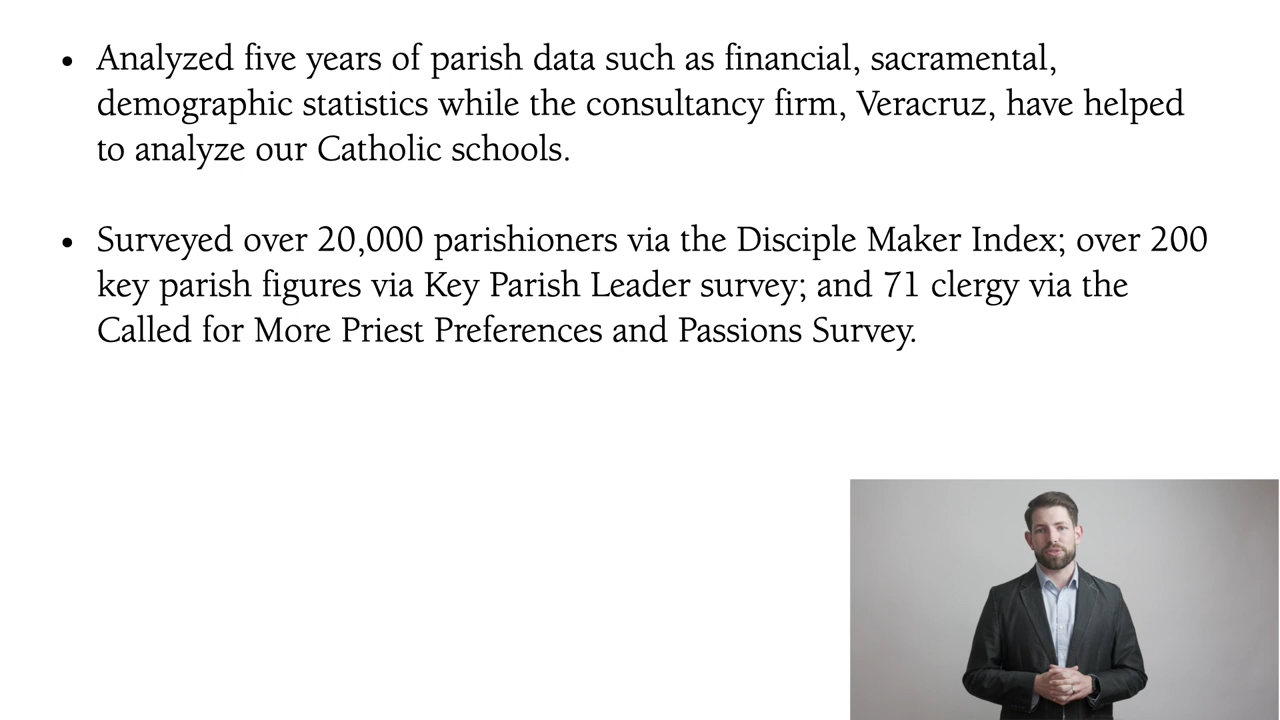 • Analyzed five years of parish data such as financial, sacramental,
demographic statistics while the consultancy firm, Veracruz, have helped
to analyze our Catholic schools.
• Surveyed over 20,000 parishioners via the Disciple Maker Index; over 200
key parish figures via Key Parish Leader survey; and 71 clergy via the
Called for More Priest Preferences and Passions Survey.